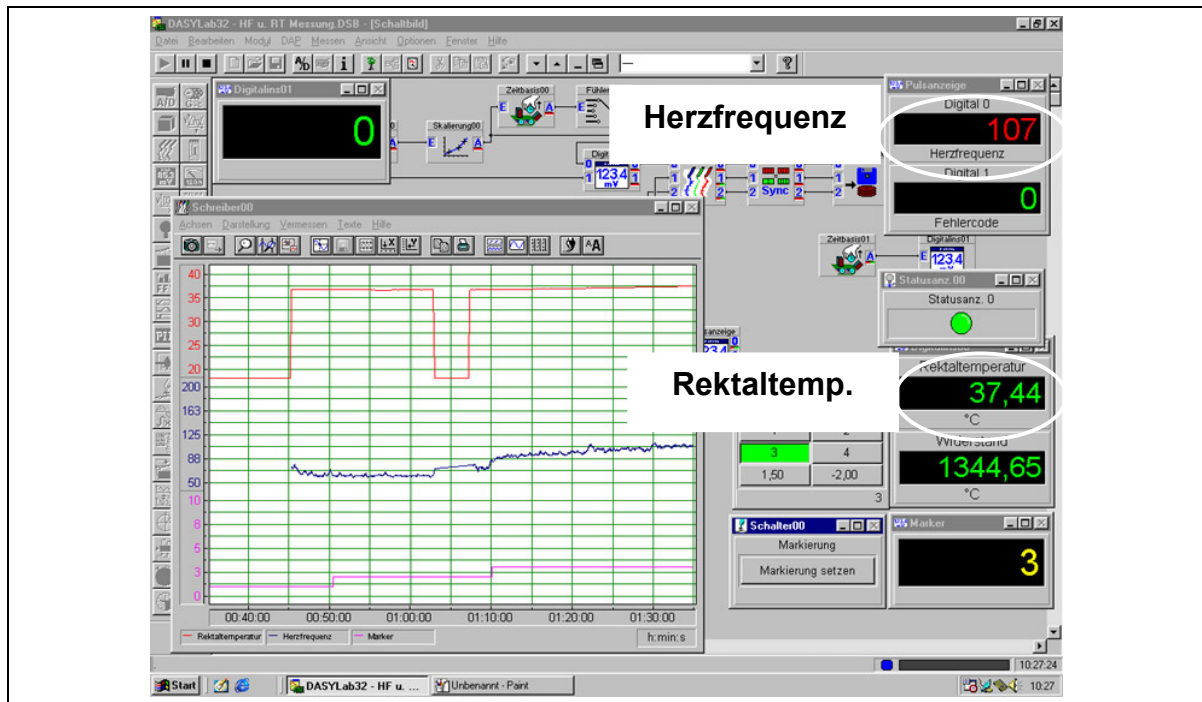 DASYLab32 - HF u. RT Messung.DSB - [Schaltbild]
Datei Bearbeiten Modyl DAP Messen Ansicht Optionen Fenster Hilfe
Digitalins01
0
Zeitbasis00
Skalierung00
Herzfrequenz
Pulsanzeige
Digital 0
107
Herzfrequenz
Digital 1
0
Fehlercode
Sync
Zeitbasis01
Digitalins01
123.4
Statusanz.00
Statusanz. 0
Schreiber00
Achsen Darstellung Vermessen Texte Hilfe
40
35
30
25
20
200
163
125
88
50
10
8
5
3
0
00:40:00 00:50:00 01:00:00 01:10:00 01:20:00 01:30:00
Rektaltemperatur Herzfrequenz Marker
h:min:s
Rektaltemp.
Rektaltemperatur
37,44
°C
Widerstand
1344,65
°C
3 4
1,50 -2,00
3
Schalter00
Markierung
Markierung setzen
Marker
3
10:27:24
Start
DASYLab32 - HF u. ...
Unbenannt - Paint
10:27